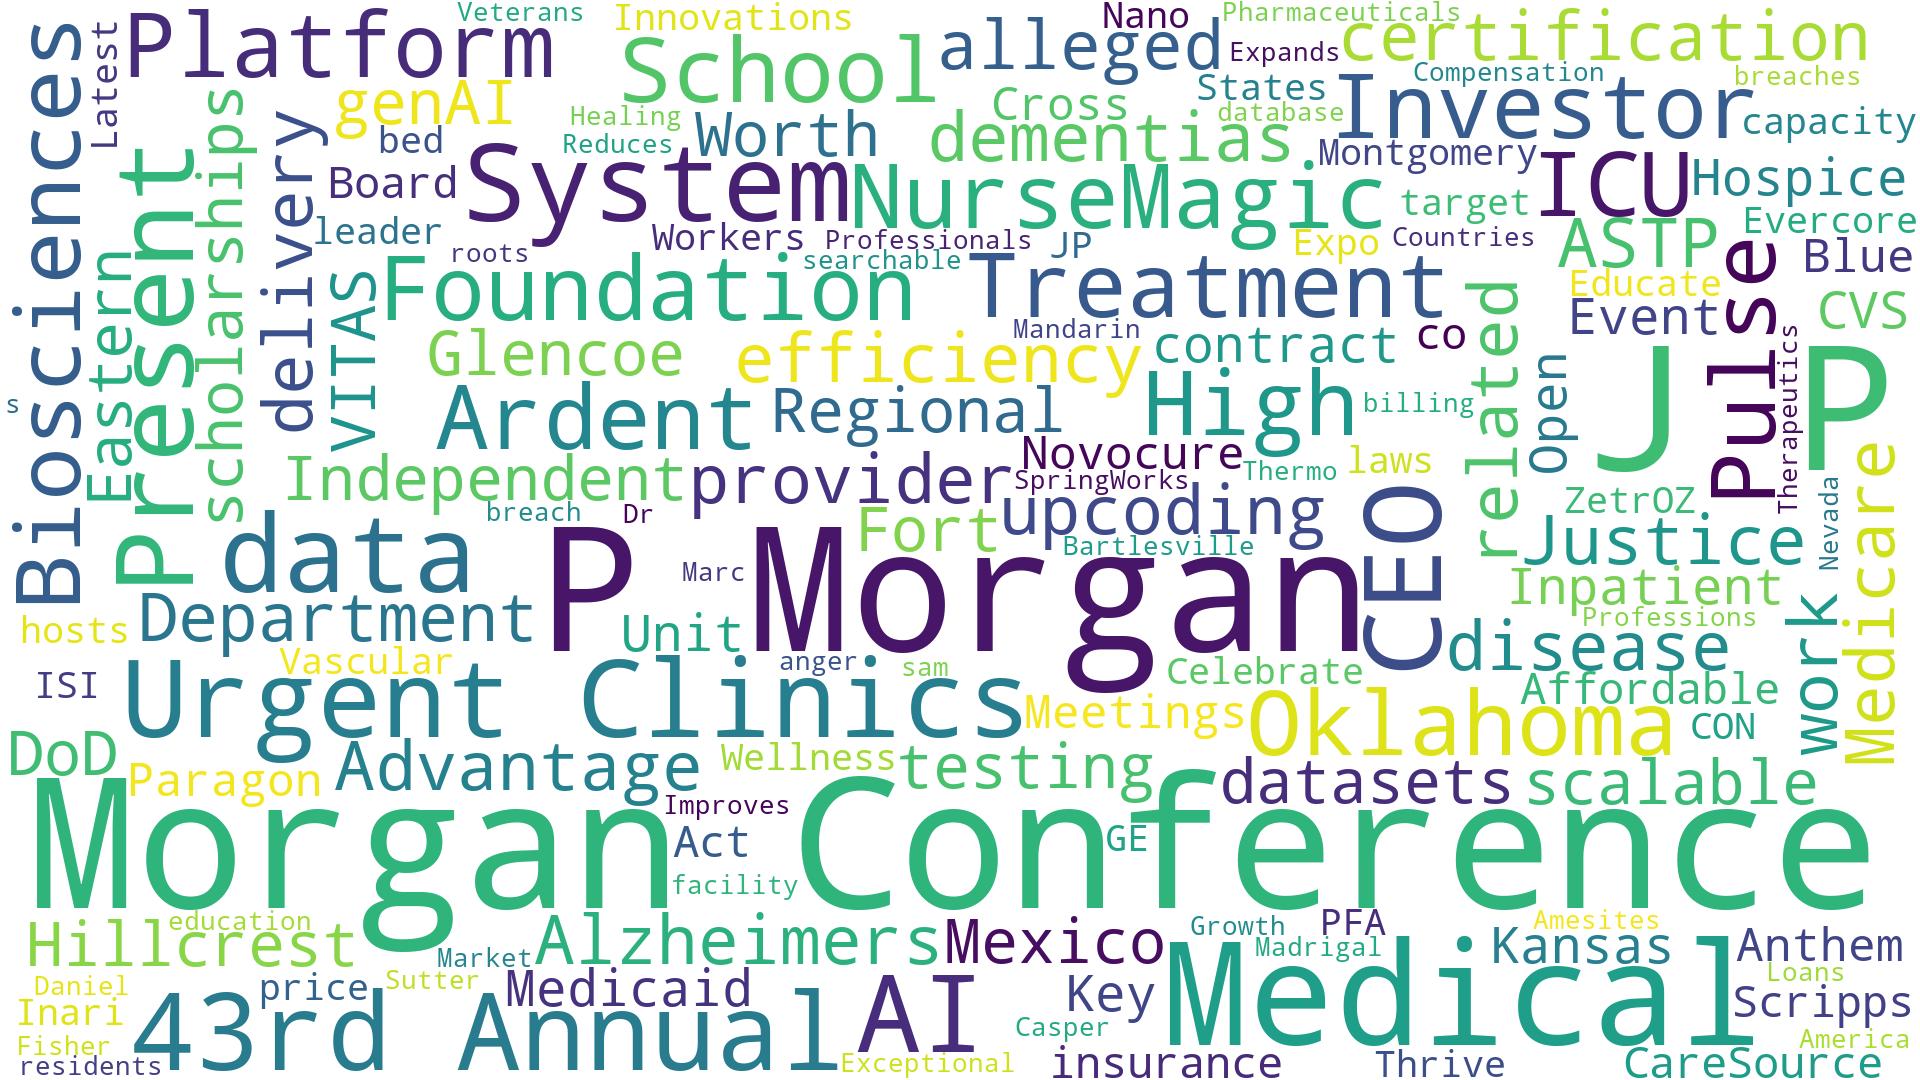 Veterans
Innovations
Nano
Pharmaceuticals
Platform
School
alleged
Expands
certification
Latest
Biosciences
genAI
States
Compensation
breaches
Investor
Cross
database
capacity
Healing
Reduces
Worth
dementias
Present
scholarships
delivery
bed
Board
System
NurseMagic
Montgomery
ICU
Hospice
target
Evercore
leader
roots
Workers
Professionals
JP
Expo
Countries
ASTP
Blue
searchable
Eastern
VITAS
Foundation
Treatment
related
Educate
Event
CVS
Pulse
Mandarin
Glencoe
efficiency
contract
co
Therapeutics
J P
s
Ardent
Regional
High
billing
Open
Independent
provider
Novocure
Thermo
laws
SpringWorks
Medicare
Nevada
breach
Dr
Fort
upcoding
CEO
ZetrOZ
data
P Morgan
Bartlesville
Justice
Marc
Inpatient
hosts
Department
Unit
Professions
work
Vascular
anger
sam
Celebrate
disease
ISI
Urgent Clinics
Meetings
Oklahoma
Affordable
CON
DoD
Paragon
Advantage
Wellness
testing
datasets
scalable
Improves
Morgan Conference
Act
GE
facility
education
Hillcrest
Market
Alzheimers
Mexico
Growth
PFA
Amesites
Madrigal
Kansas
Anthem
Daniel
price
Sutter
Medicaid
AI
Key
Medical
Loans
Scripps
Inari
43rd Annual
Casper
America
Fisher
residents
Exceptional
insurance
Thrive
CareSource